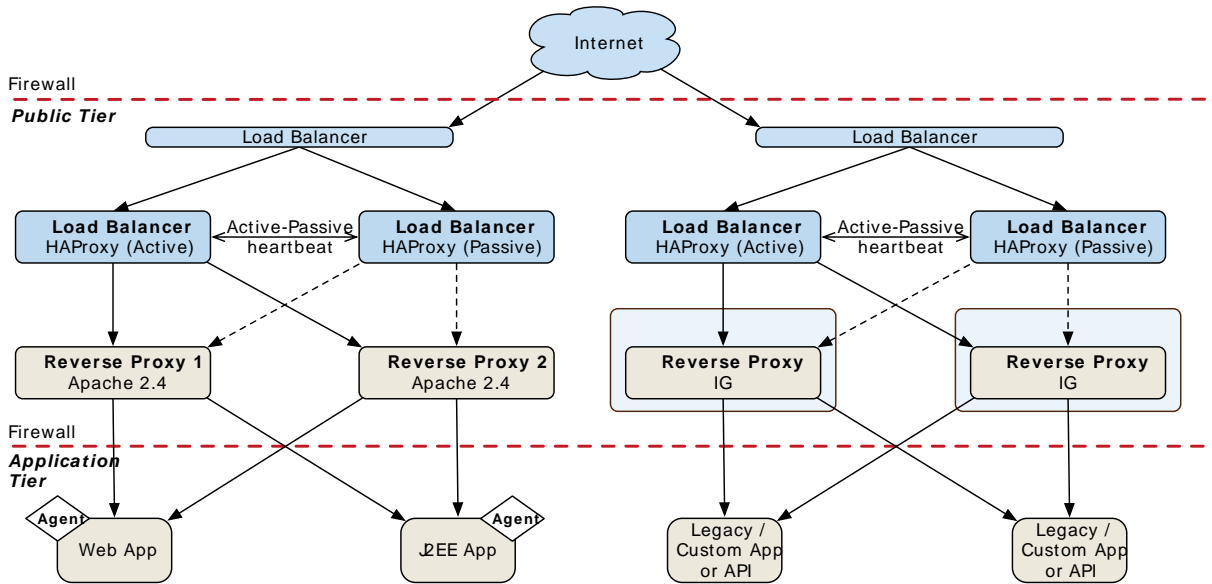 Internet
Firewall
Public Tier
Load Balancer
Load Balancer
Load Balancer
HAProxy (Active)
Active-Passive
heartbeat
Load Balancer
HAProxy (Passive)
Load Balancer
HAProxy (Active)
Active-Passive
heartbeat
Load Balancer
HAProxy (Passive)
Reverse Proxy 1
Apache 2.4
Reverse Proxy 2
Apache 2.4
Reverse Proxy
IG
Reverse Proxy
IG
Firewall
Application
Tier
Agent
Web App
Agent
J2EE App
Legacy /
Custom App
or API
Legacy /
Custom App
or API